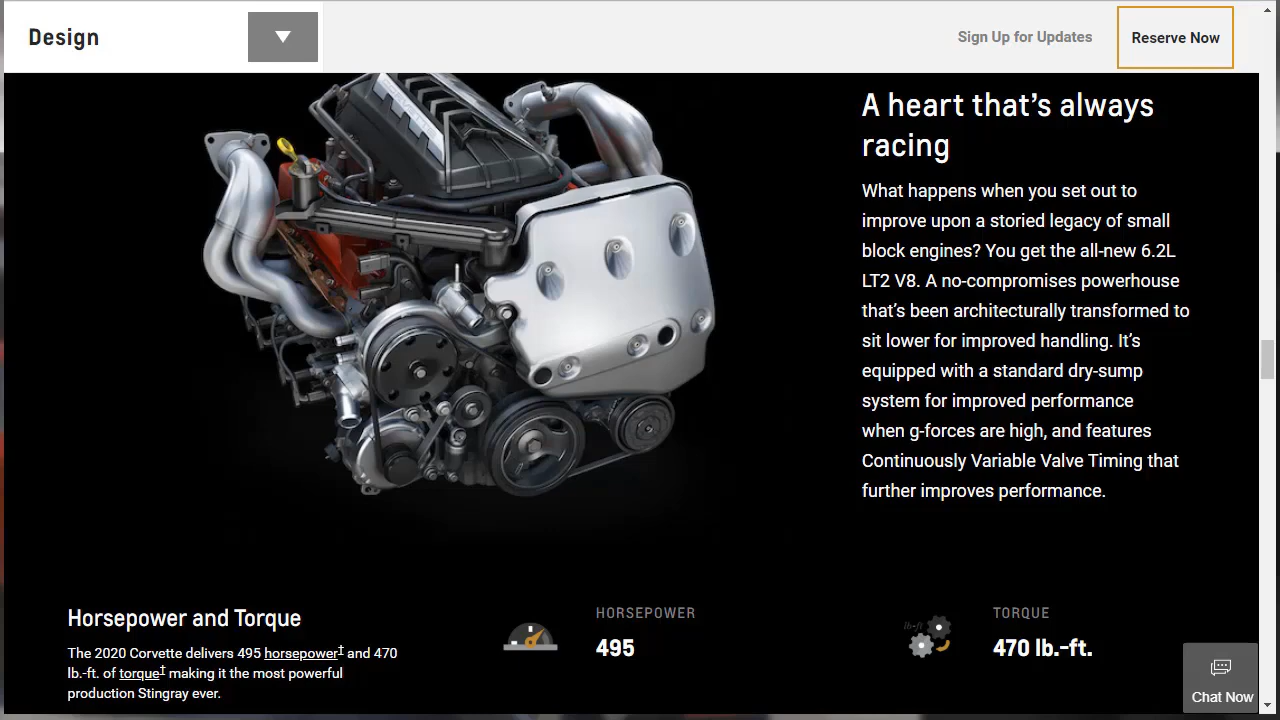 Design
Sign Up for Updates
Reserve Now
A heart that’s always
racing
What happens when you set out to
improve upon a storied legacy of small
block engines? You get the all-new 6.2L
LT2 V8. A no-compromises powerhouse
that’s been architecturally transformed to
sit lower for improved handling. It’s
equipped with a standard dry-sump
system for improved performance
when g-forces are high, and features
Continuously Variable Valve Timing that
further improves performance.
Horsepower and Torque
The 2020 Corvette delivers 495 horsepower‡ and 470
lb.-ft. of torque‡ making it the most powerful
production Stingray ever.
HORSEPOWER
495
lb-ft
TORQUE
470 lb.-ft.
Chat Now